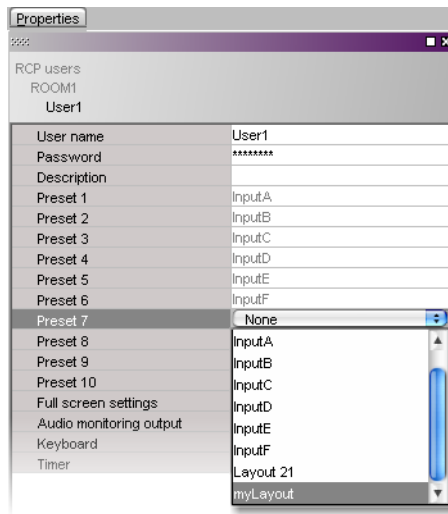 Properties
RCP users
ROOM1
User1
User name User1
Password ********
Description
Preset 1 InputA
Preset 2 InputB
Preset 3 InputC
Preset 4 InputD
Preset 5 InputE
Preset 6 InputF
Preset 7 None
Preset 8 InputA
Preset 9 InputB
Preset 10 InputC
Full screen settings InputD
Audio monitoring output InputE
Keyboard InputF
Timer Layout 21
myLayout